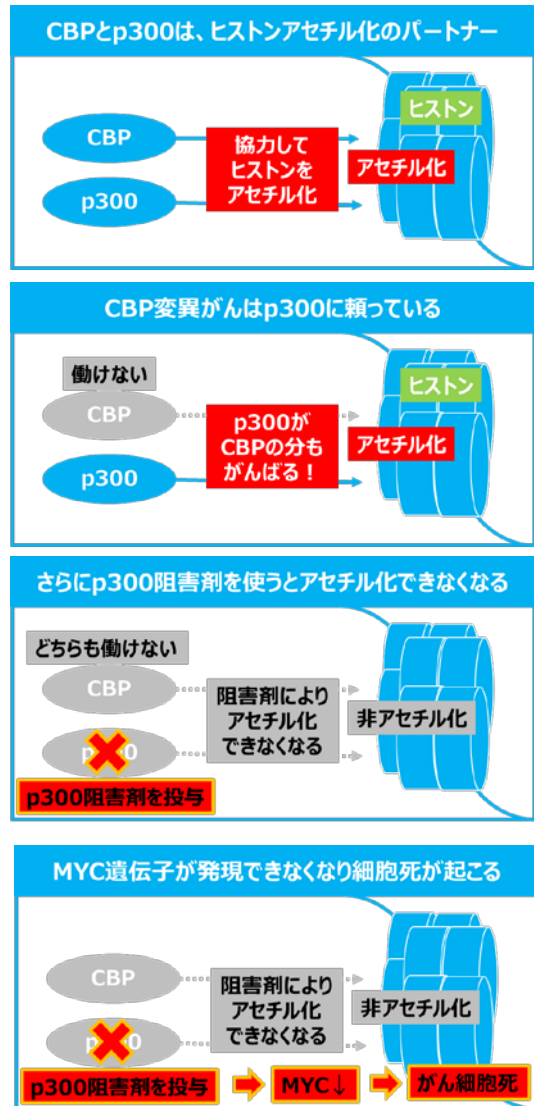 CBPとp300は、ヒストンアセチル化のパートナー
ヒストン
CBP
協力して
ヒストンを
アセチル化
アセチル化
p300
CBP変異がんはp300に頼っている
働けない
ヒストン
CBP
p300が
CBPの分も
がんばる！
アセチル化
p300
さらにp300阻害剤を使うとアセチル化できなくなる
どちらも働けない
CBP
阻害剤により
アセチル化
できなくなる
非アセチル化
p300
p300阻害剤を投与
MYC遺伝子が発現できなくなり細胞死が起こる
CBP
阻害剤により
アセチル化
できなくなる
非アセチル化
p300
p300阻害剤を投与
MYC↓
がん細胞死